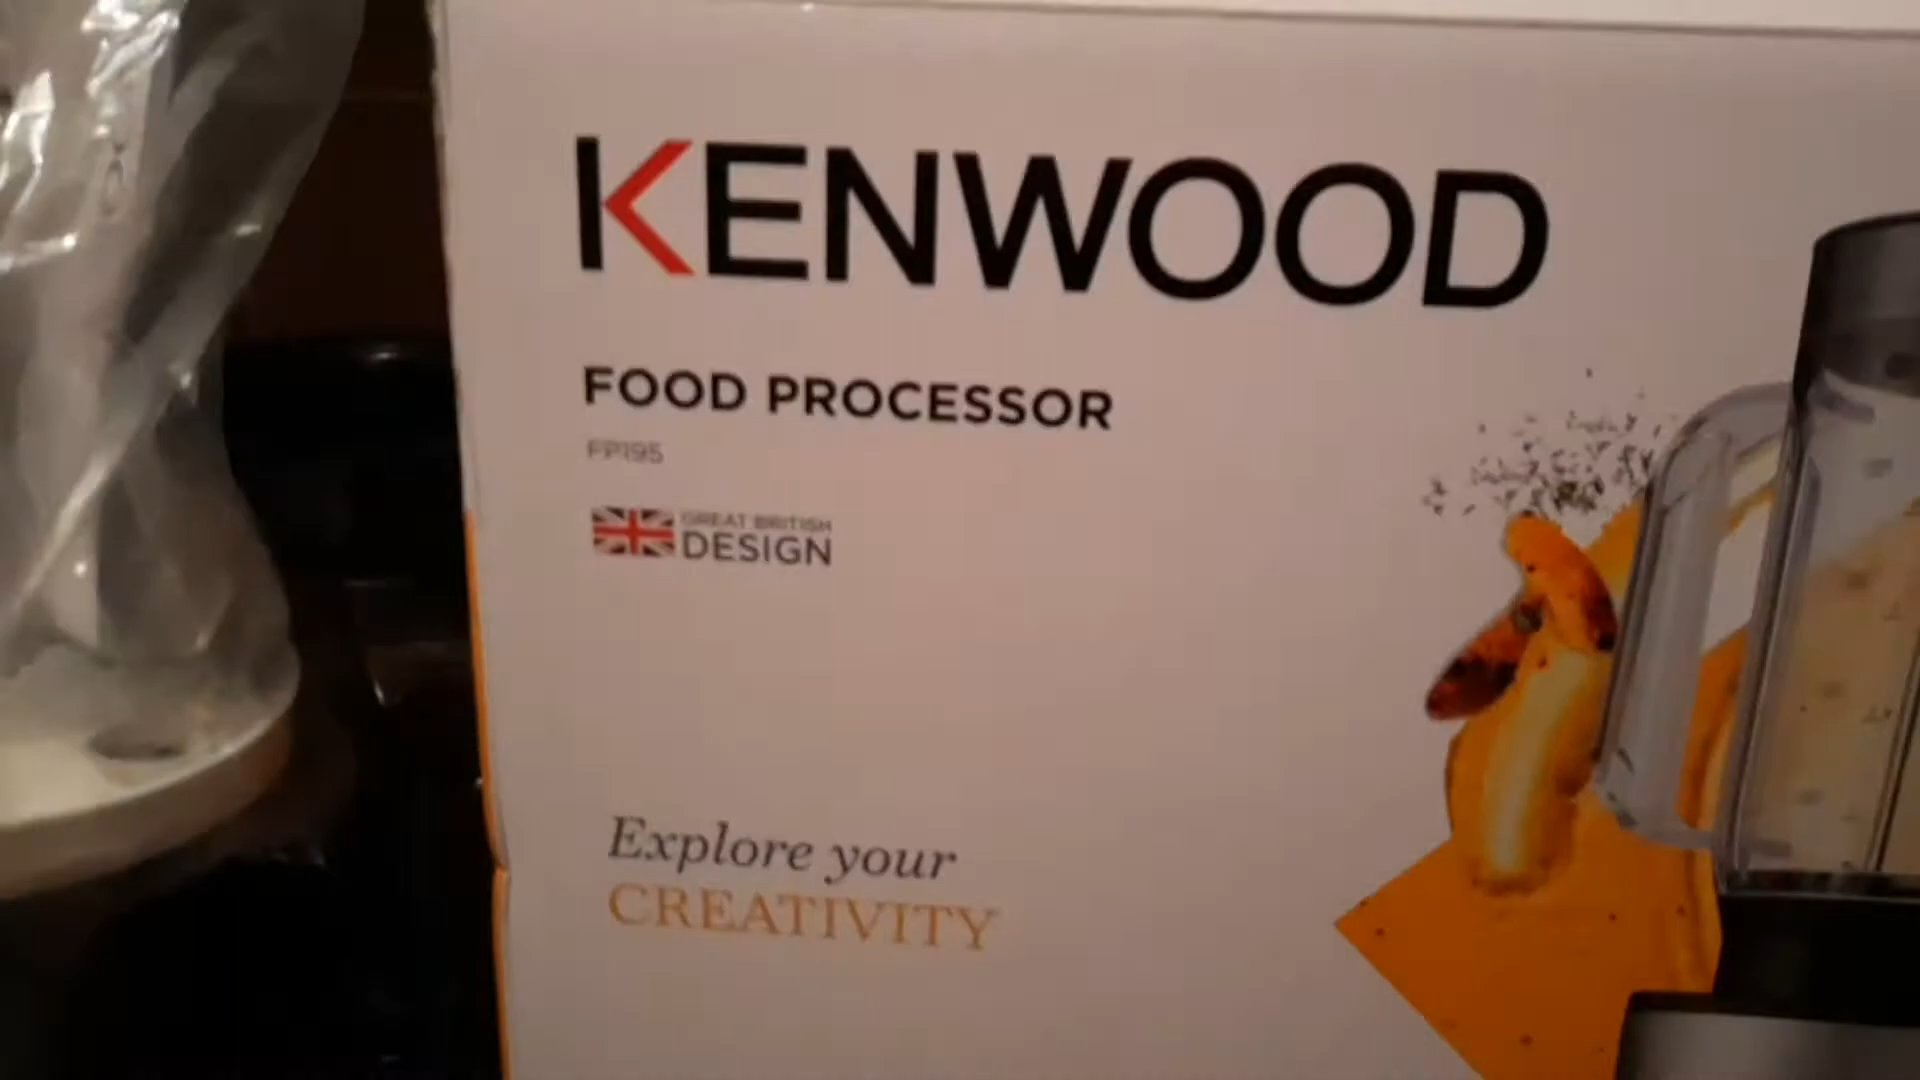 KENWOOD
FOOD PROCESSOR
FP195
GREAT BRITISH
DESIGN
Explore your
CREATIVITY